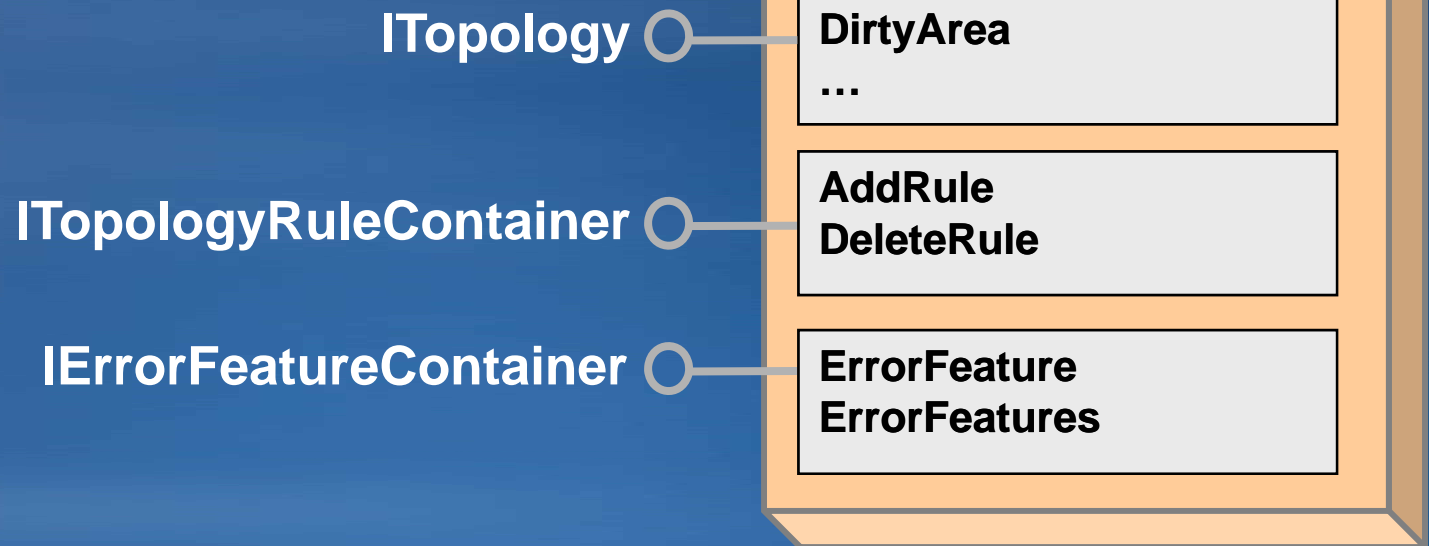 ITopology
DirtyArea
…
ITopologyRuleContainer
AddRule
DeleteRule
IErrorFeatureContainer
ErrorFeature
ErrorFeatures